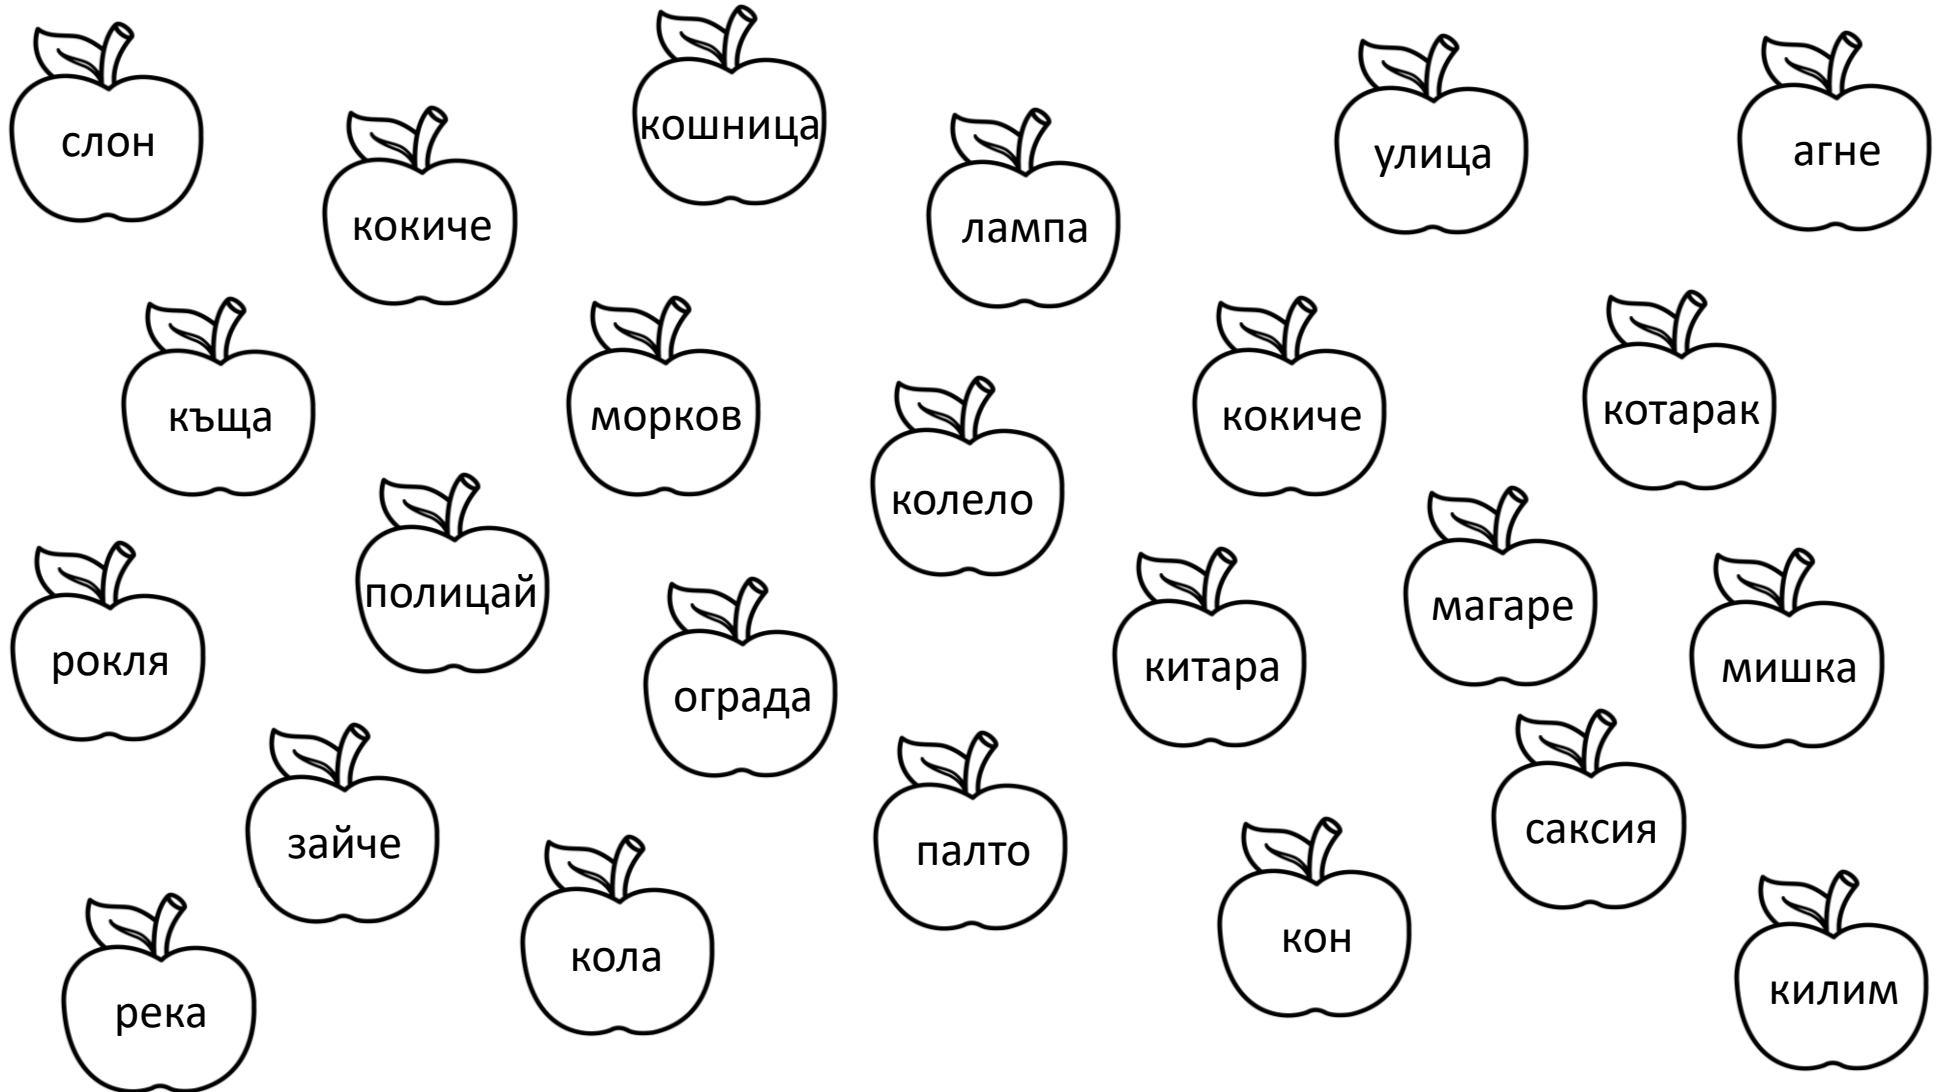 слон
кокиче
кошница
лампа
улица
агне
къща
морков
колело
кокиче
котарак
рокля
полицай
ограда
китара
магаре
мишка
зайче
кола
палто
кон
саксия
река
килим